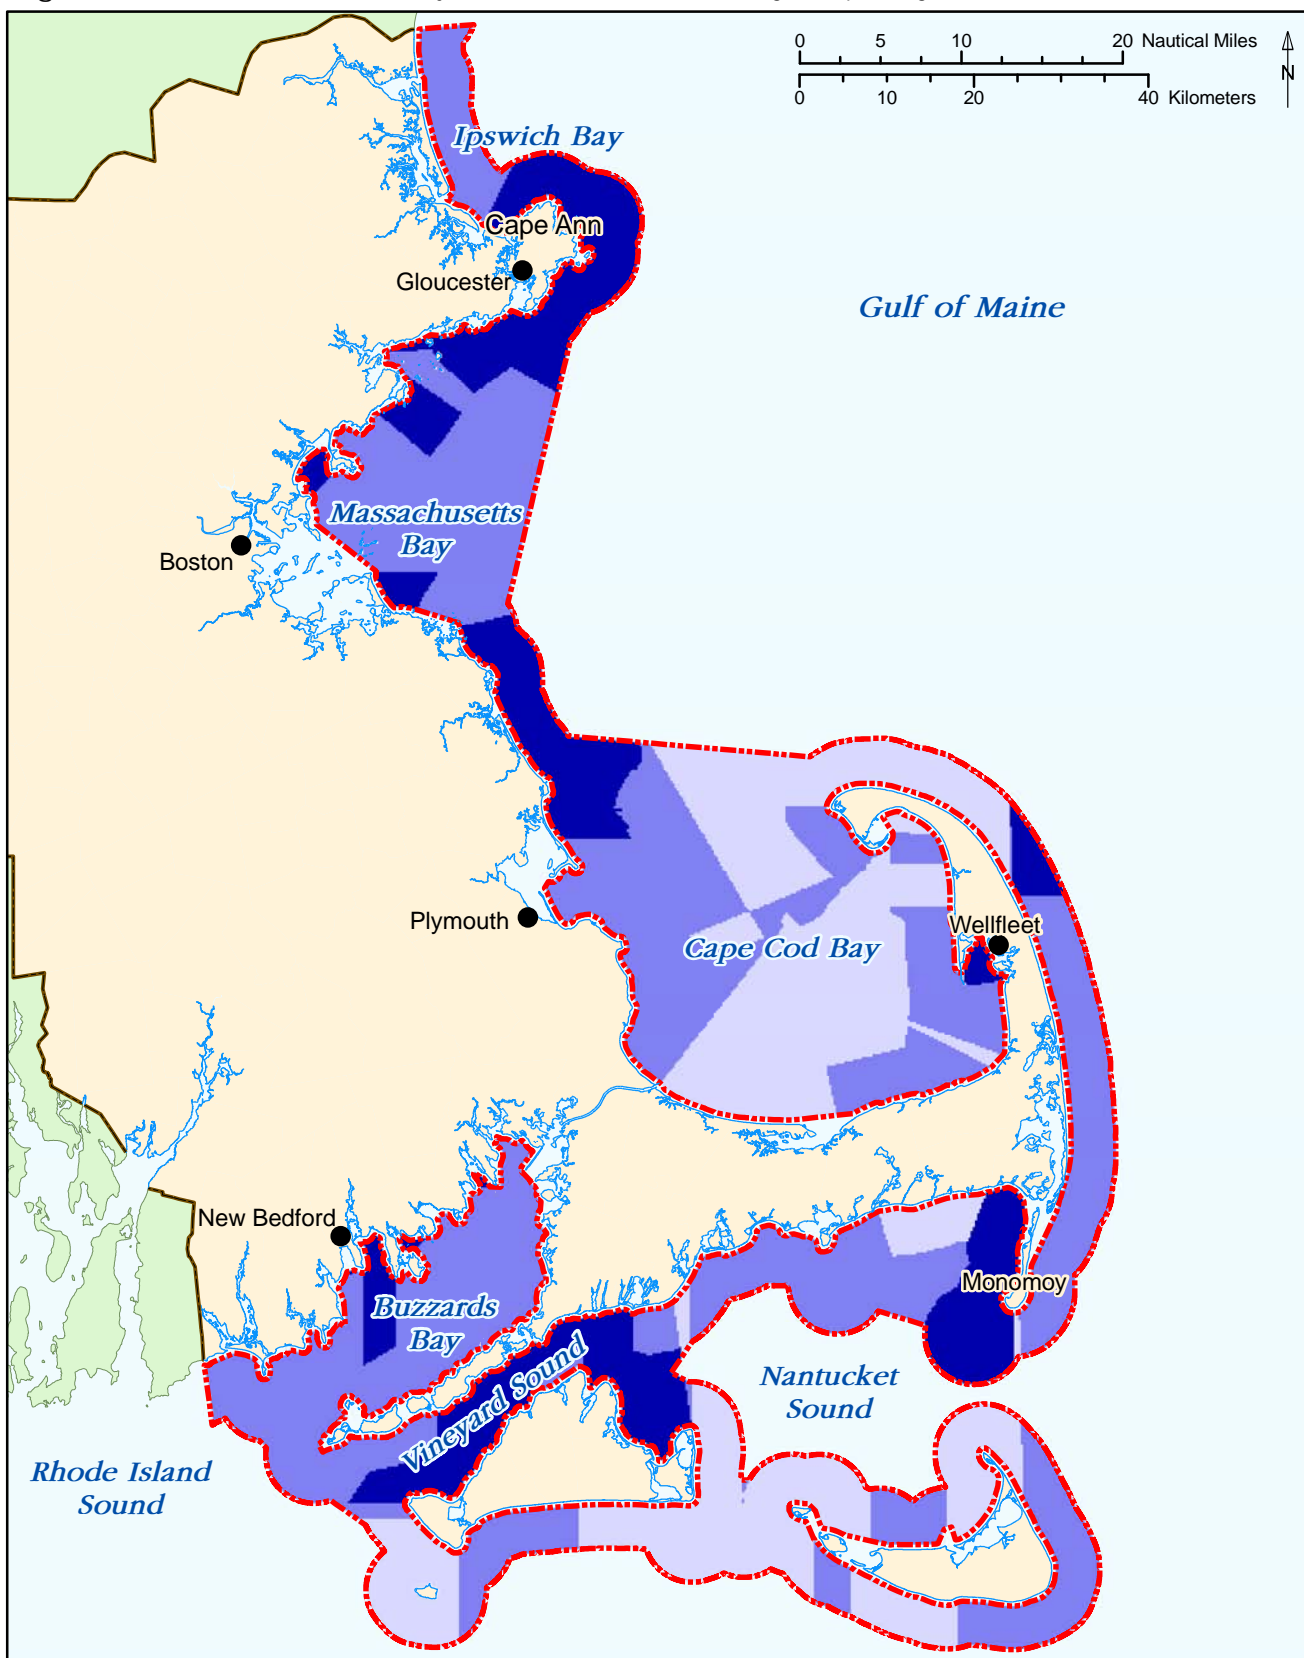 0 5 10 20 Nautical Miles
0 10 20 40 Kilometers
N
Ipswich Bay
Cape Ann
Gloucester
Gulf of Maine
Massachusetts
Bay
Boston
Plymouth
Wellfleet
Cape Cod Bay
New Bedford
Monomoy
Buzzards
Bay
Vineyard Sound
Nantucket
Sound
Rhode Island
Sound